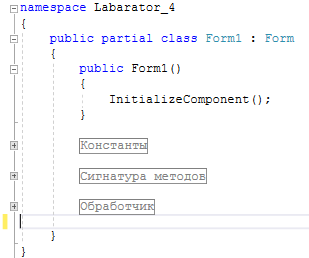 namespace Labarator_4
{
public partial class Form1 : Form
{
public Form1()
{
InitializeComponent();
}
Константы
Сигнатура методов
Обработчик
}
}